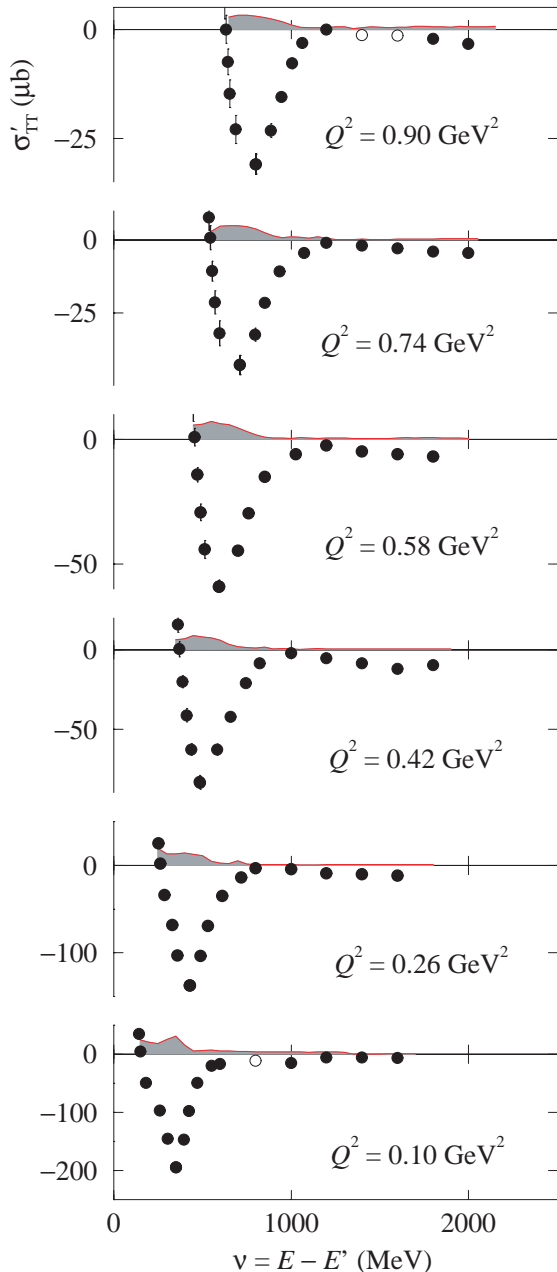 σ′TT (μb)
0
−25
Q² = 0.90 GeV²
0
−25
Q² = 0.74 GeV²
0
−50
Q² = 0.58 GeV²
0
−50
Q² = 0.42 GeV²
0
−100
Q² = 0.26 GeV²
0
−100
−200
Q² = 0.10 GeV²
0 1000 2000
ν = E − E’ (MeV)